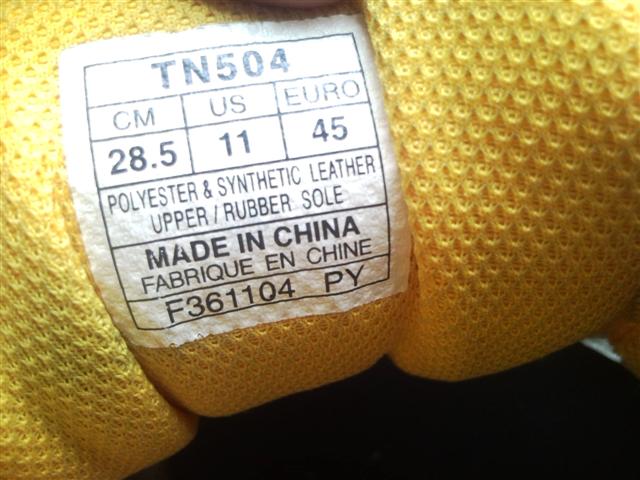 TN504
CM US EURO
28.5 11 45
POLYESTER & SYNTHETIC LEATHER
UPPER / RUBBER SOLE
MADE IN CHINA
FABRIQUE EN CHINE
F361104 PY